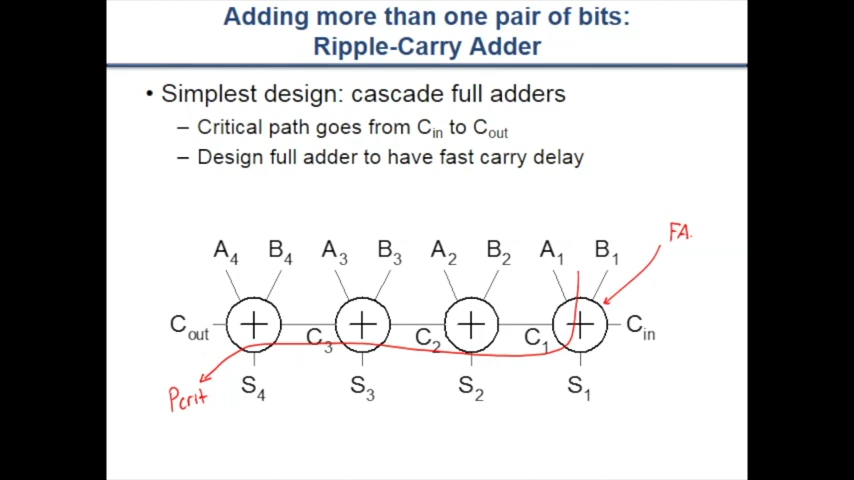 Adding more than one pair of bits:
Ripple-Carry Adder
• Simplest design: cascade full adders
– Critical path goes from Cin to Cout
– Design full adder to have fast carry delay
FA.
A4 B4 A3 B3 A2 B2 A1 B1
Cout + C3 + C2 + C1 + Cin
Pcrit S4 S3 S2 S1